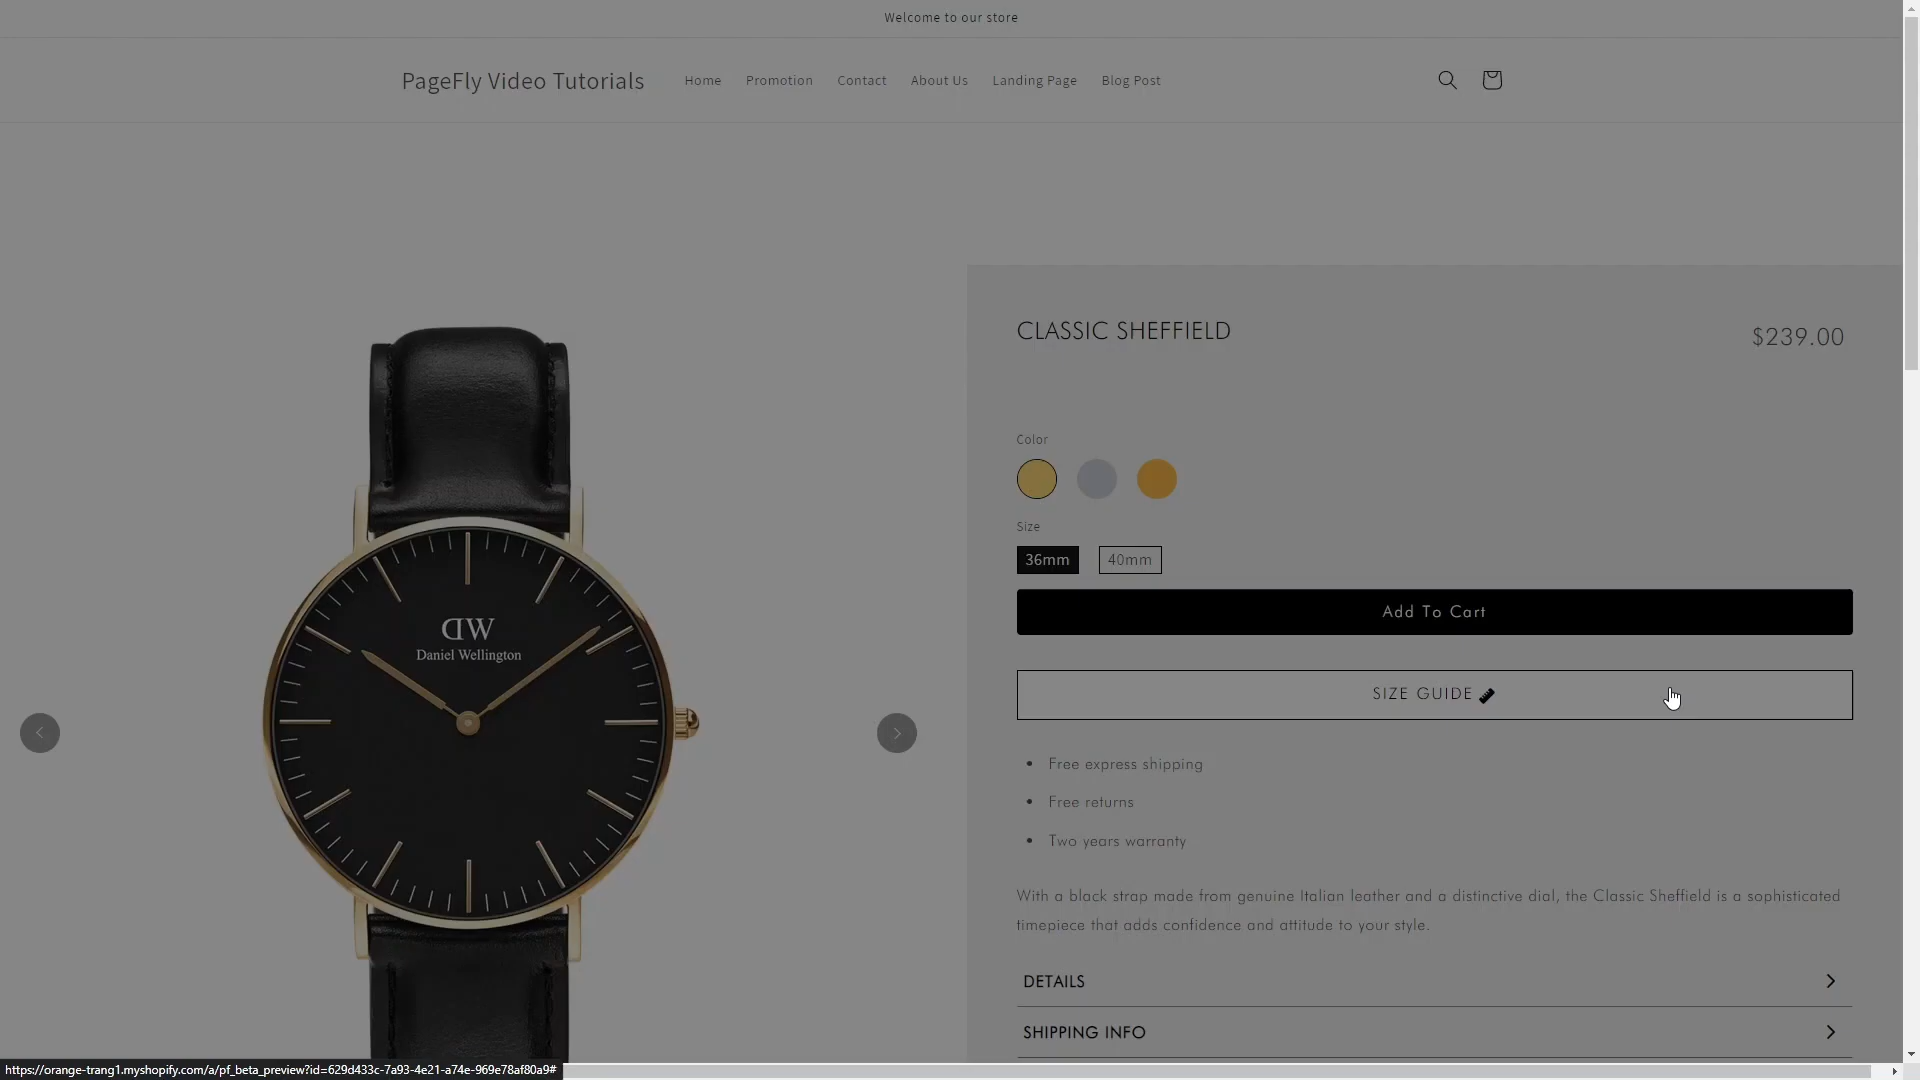 Welcome to our store
PageFly Video Tutorials
Home
Promotion
Contact
About Us
Landing Page
Blog Post
CLASSIC SHEFFIELD
$239.00
Color
Size
36mm
40mm
Add To Cart
SIZE GUIDE
DW
Daniel Wellington
• Free express shipping
• Free returns
• Two years warranty
With a black strap made from genuine Italian leather and a distinctive dial, the Classic Sheffield is a sophisticated
timepiece that adds confidence and attitude to your style.
DETAILS
SHIPPING INFO
https://orange-trang1.myshopify.com/a/pf_beta_preview?id=629d433c-7a93-4e21-a74e-969e78af80a9#